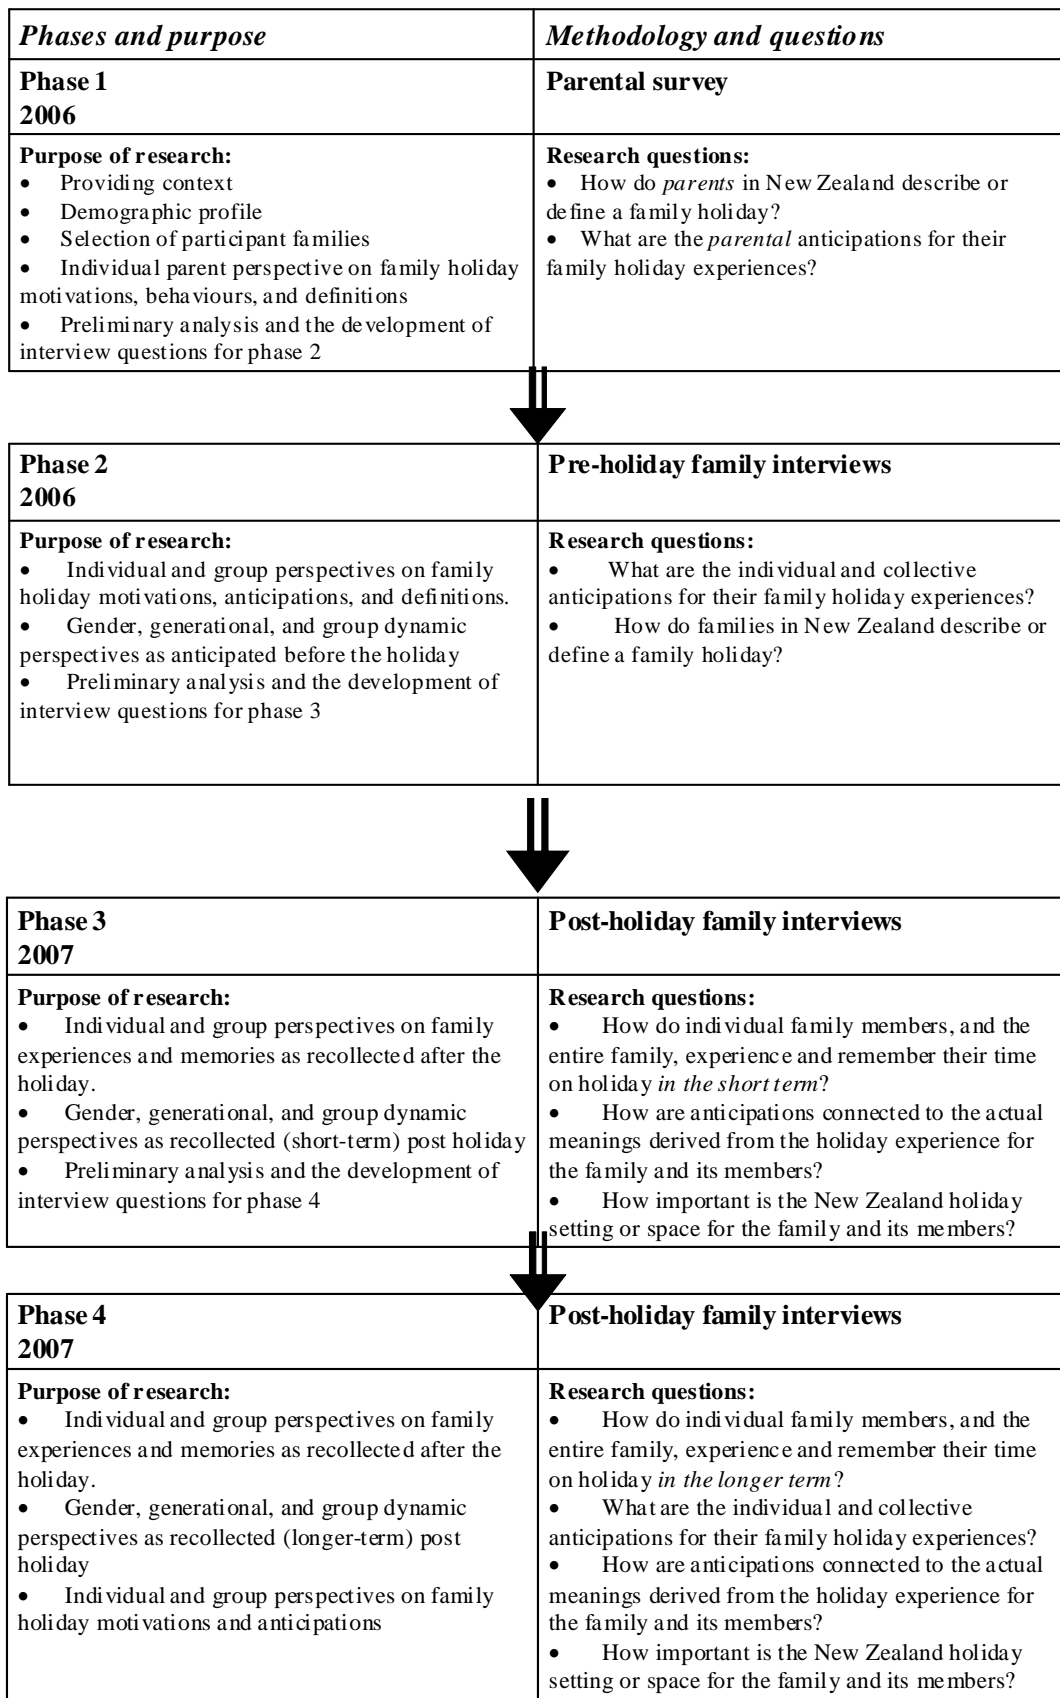 Phases and purpose
Methodology and questions
Phase 1
2006
Parental survey
Purpose of research:
• Providing context
• Demographic profile
• Selection of participant families
• Individual parent perspective on family holiday
motivations, behaviours, and definitions
• Preliminary analysis and the development of
interview questions for phase 2
Research questions:
• How do parents in New Zealand describe or
define a family holiday?
• What are the parental anticipations for their
family holiday experiences?
Phase 2
2006
Pre-holiday family interviews
Purpose of research:
• Individual and group perspectives on family
holiday motivations, anticipations, and definitions.
• Gender, generational, and group dynamic
perspectives as anticipated before the holiday
• Preliminary analysis and the development of
interview questions for phase 3
Research questions:
• What are the individual and collective
anticipations for their family holiday experiences?
• How do families in New Zealand describe or
define a family holiday?
Phase 3
2007
Post-holiday family interviews
Purpose of research:
• Individual and group perspectives on family
experiences and memories as recollected after the
holiday.
• Gender, generational, and group dynamic
perspectives as recollected (short-term) post holiday
• Preliminary analysis and the development of
interview questions for phase 4
Research questions:
• How do individual family members, and the
entire family, experience and remember their time
on holiday in the short term?
• How are anticipations connected to the actual
meanings derived from the holiday experience for
the family and its members?
• How important is the New Zealand holiday
setting or space for the family and its members?
Phase 4
2007
Post-holiday family interviews
Purpose of research:
• Individual and group perspectives on family
experiences and memories as recollected after the
holiday.
• Gender, generational, and group dynamic
perspectives as recollected (longer-term) post
holiday
• Individual and group perspectives on family
holiday motivations and anticipations
Research questions:
• How do individual family members, and the
entire family, experience and remember their time
on holiday in the longer term?
• What are the individual and collective
anticipations for their family holiday experiences?
• How are anticipations connected to the actual
meanings derived from the holiday experience for
the family and its members?
• How important is the New Zealand holiday
setting or space for the family and its members?